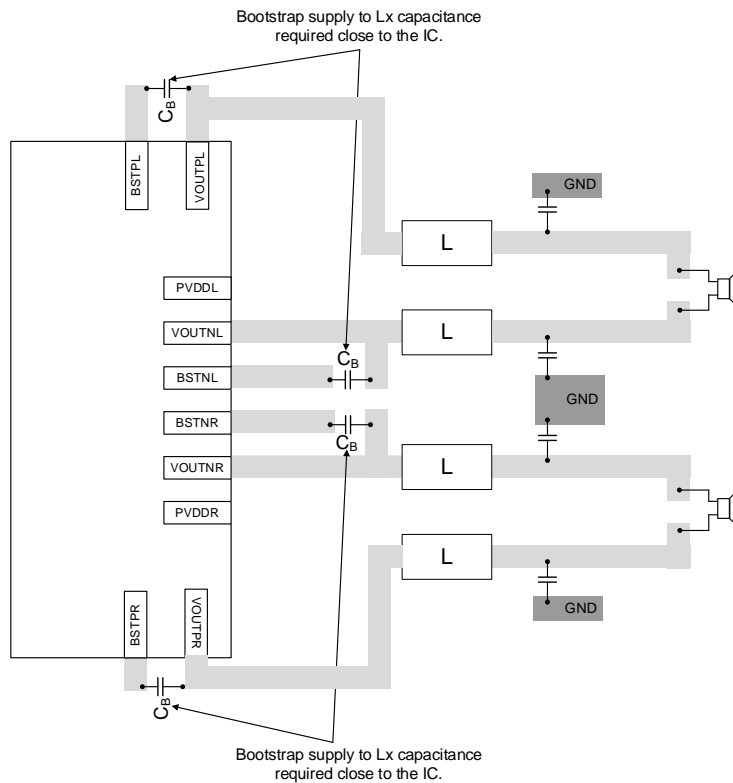 Bootstrap supply to Lx capacitance
required close to the IC.
CB
BSTPL
VOUTPL
GND
L
PVDDL
VOUTNL
L
CB
BSTNL
GND
BSTNR
CB
VOUTNR
L
PVDDR
L
BSTPR
VOUTPR
GND
CB
Bootstrap supply to Lx capacitance
required close to the IC.